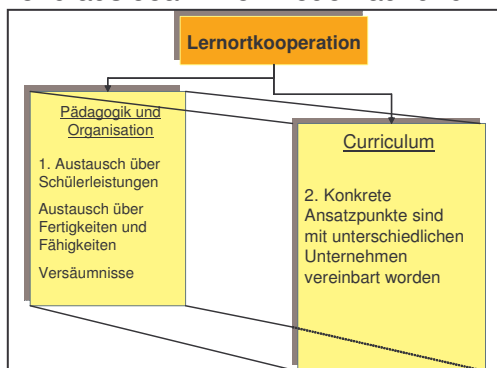 Lernortkooperation
Pädagogik und
Organisation
1. Austausch über
Schülerleistungen
Austausch über
Fertigkeiten und
Fähigkeiten
Versäumnisse
Curriculum
2. Konkrete
Ansatzpunkte sind
mit unterschiedlichen
Unternehmen
vereinbart worden